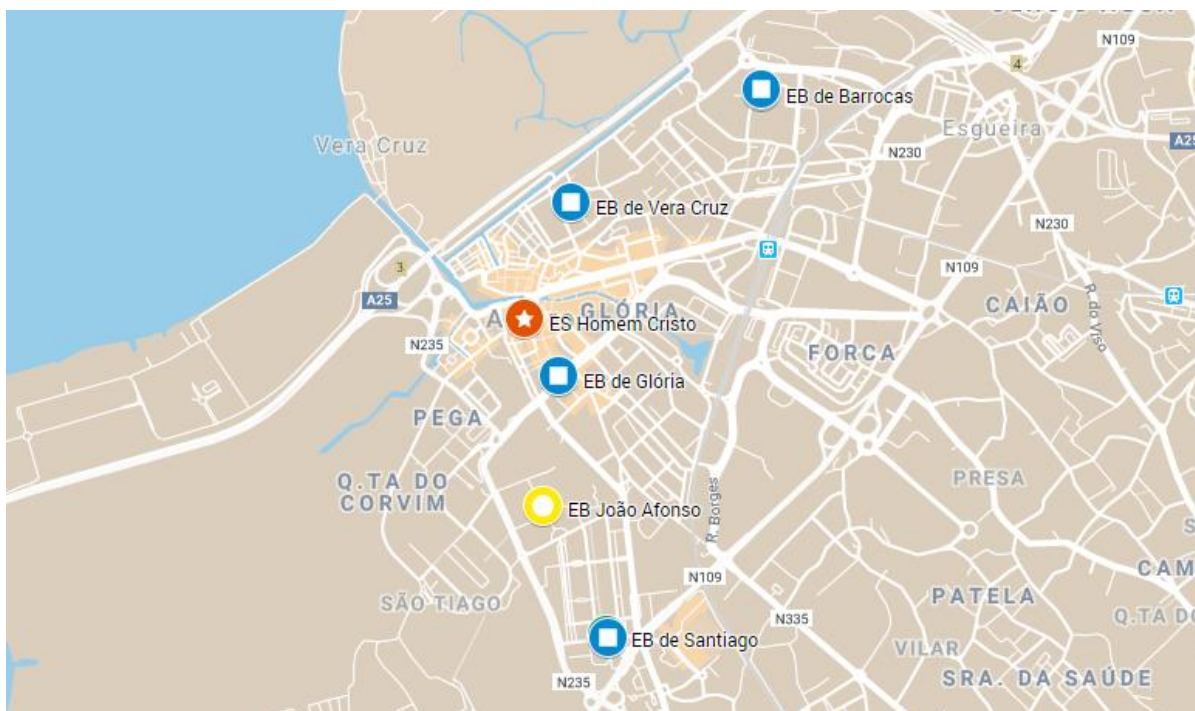 N109
4
EB de Barrocas
Esgueira
A25
Vera Cruz
N230
EB de Vera Cruz
N230
3
N109
A25
CAIÃO
R. do Viso
GLÓRIA
ES Homem Cristo
N235
FORCA
EB de Glória
PEGA
Q.TA DO
CORVIM
PRESA
R. Borges
EB João Afonso
N109
CAM
PATELA
SÃO TIAGO
Q.TA DO
N335
EB de Santiago
VILAR
N235
SRA. DA SAÚDE